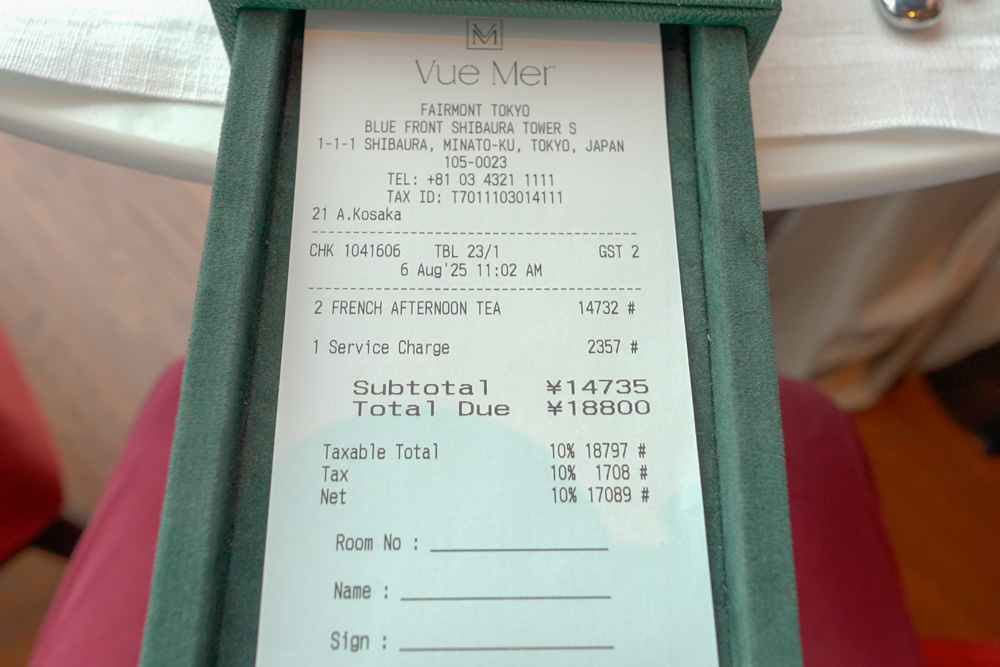 VM
Vue Mer
FAIRMONT TOKYO
BLUE FRONT SHIBAURA TOWER S
1-1-1 SHIBAURA, MINATO-KU, TOKYO, JAPAN
105-0023
TEL: +81 03 4321 1111
TAX ID: T7011103014111
21 A.Kosaka
CHK 1041606 TBL 23/1 GST 2
6 Aug'25 11:02 AM
2 FRENCH AFTERNOON TEA 14732 #
1 Service Charge 2357 #
Subtotal ¥14735
Total Due ¥18800
Taxable Total 10% 18797 #
Tax 10% 1708 #
Net 10% 17089 #
Room No :
Name :
Sign :